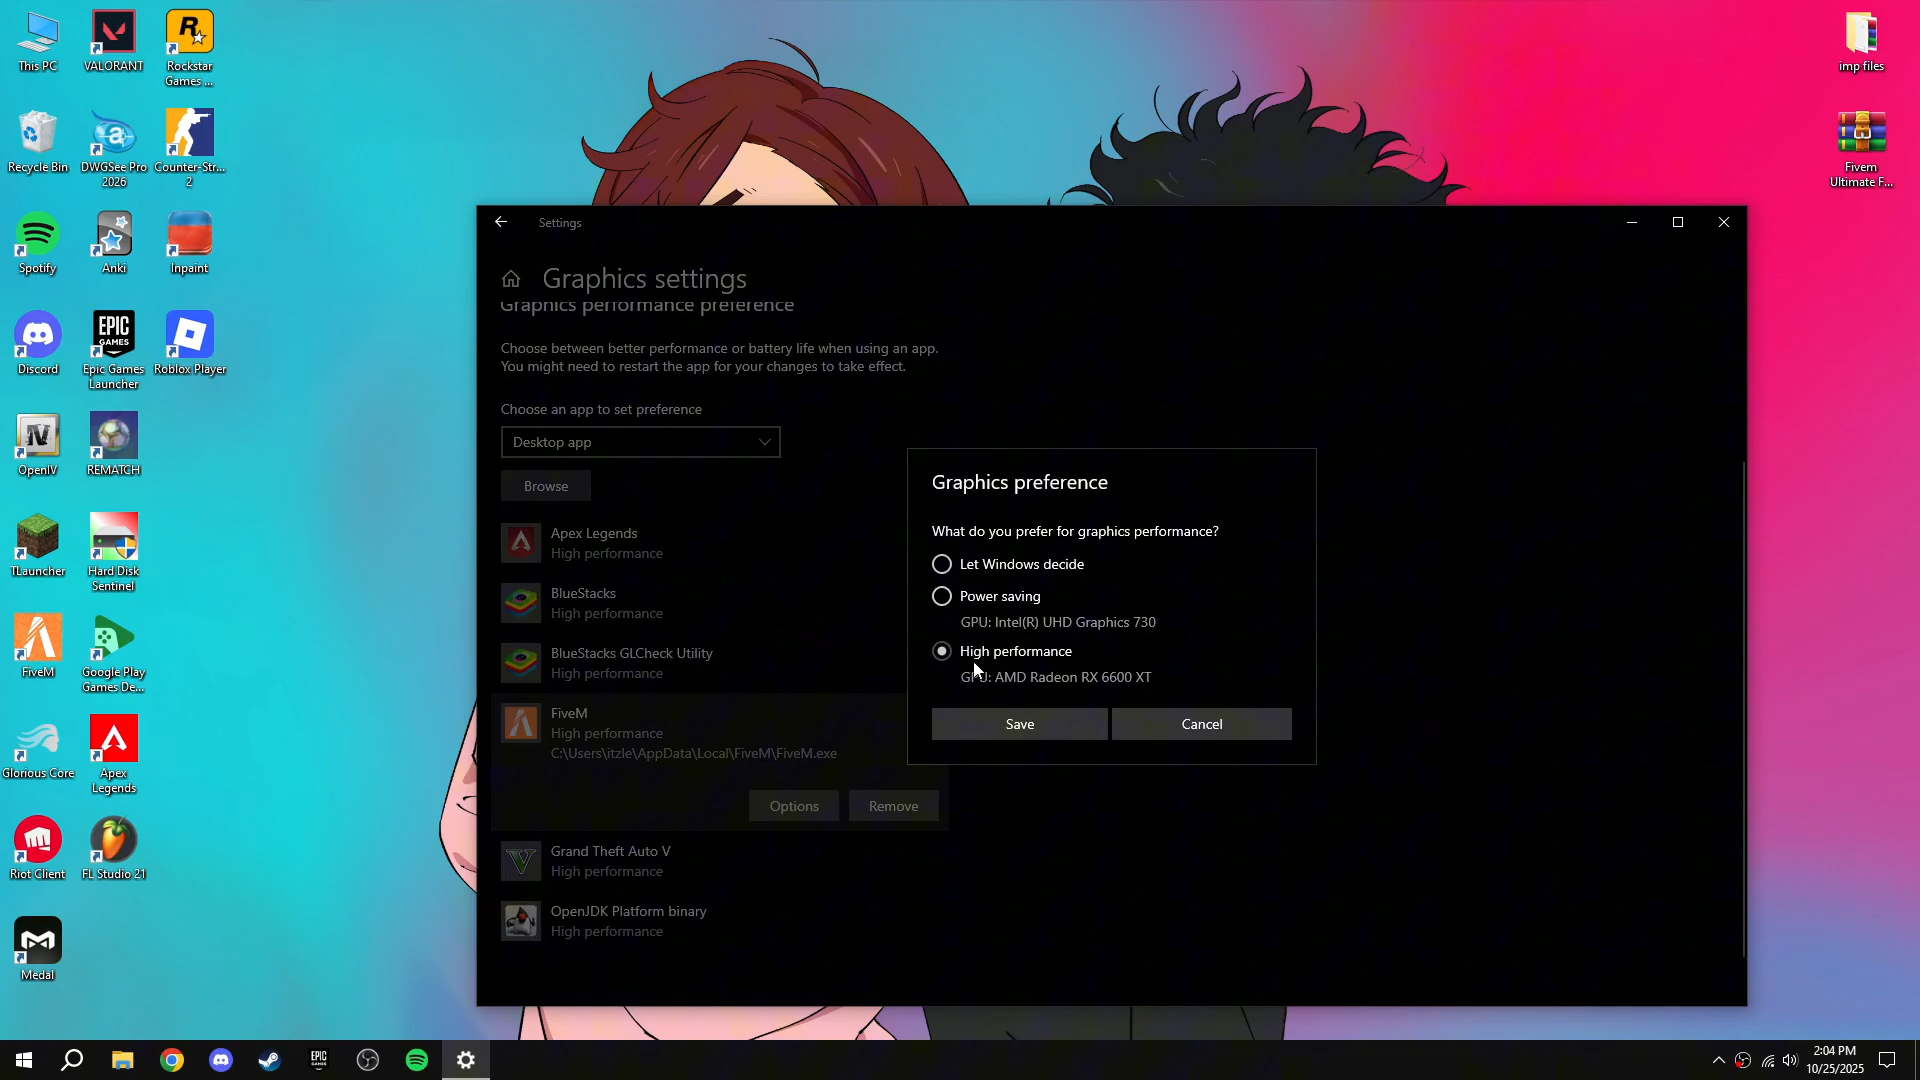 This PC
VALORANT
Rockstar
Games ...
Recycle Bin
DWGSee Pro
2026
Counter-Str...
2
Spotify
Anki
Inpaint
Discord
EPIC
GAMES
Epic Games
Launcher
Roblox Player
OpenIV
REMATCH
TLauncher
Hard Disk
Sentinel
FiveM
Google Play
Games De...
Glorious Core
Apex
Legends
Riot Client
FL Studio 21
Medal
imp files
Fivem
Ultimate F...
Settings
Graphics settings
Graphics performance preference
Choose between better performance or battery life when using an app.
You might need to restart the app for your changes to take effect.
Choose an app to set preference
Desktop app
Browse
Apex Legends
High performance
BlueStacks
High performance
BlueStacks GLCheck Utility
High performance
FiveM
High performance
C:\Users\itzle\AppData\Local\FiveM\FiveM.exe
Options
Remove
Grand Theft Auto V
High performance
OpenJDK Platform binary
High performance
Graphics preference
What do you prefer for graphics performance?
Let Windows decide
Power saving
GPU: Intel(R) UHD Graphics 730
High performance
GPU: AMD Radeon RX 6600 XT
Save
Cancel
EPIC
GAMES
2:04 PM
10/25/2025